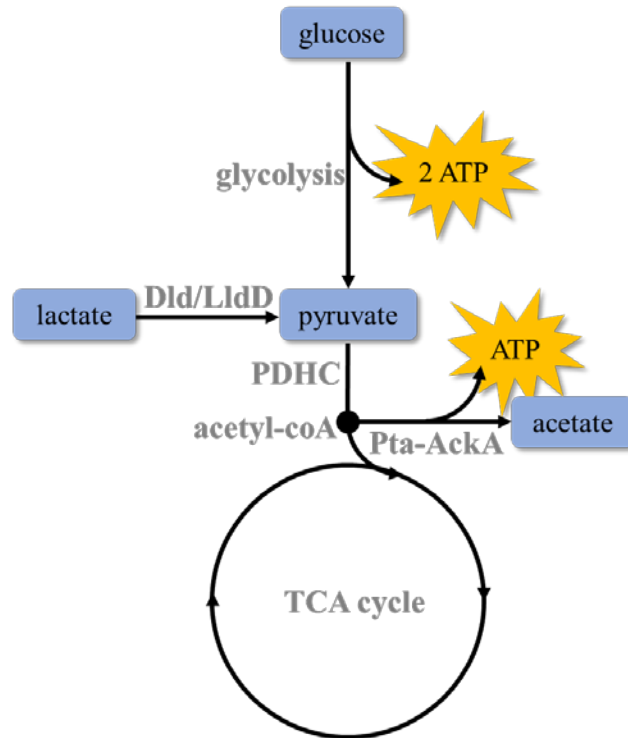 glucose
2 ATP
glycolysis
Dld/LldD
lactate
pyruvate
ATP
PDHC
acetyl-coA
Pta-AckA
acetate
TCA cycle